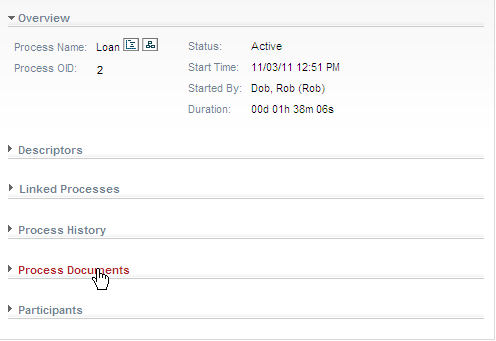 Overview
Process Name: Loan
Status: Active
Process OID: 2
Start Time: 11/03/11 12:51 PM
Started By: Dob, Rob (Rob)
Duration: 00d 01h 38m 06s
Descriptors
Linked Processes
Process History
Process Documents
Participants